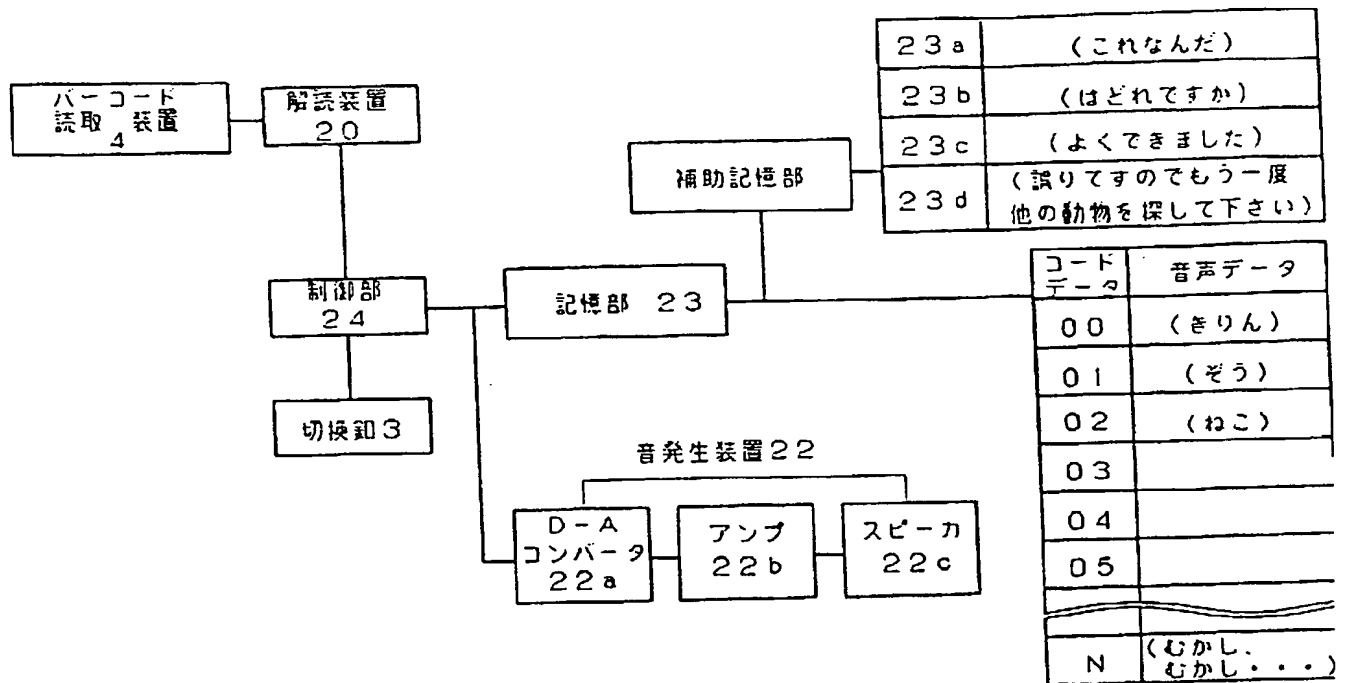 バーコード
読取 装置
4
解読装置
20
制御部
24
切換釦3
記憶部 23
補助記憶部
23a (これなんだ)
23b (はどれですか)
23c (よくできました)
23d (誤りてすのでもう一度
他の動物を探して下さい)
コード
データ 音声データ
00 (きりん)
01 (ぞう)
02 (ねこ)
03
04
05
N (むかし、
むかし・・・)
音発生装置22
D-A
コンバータ
22a
アンプ
22b
スピーカ
22c